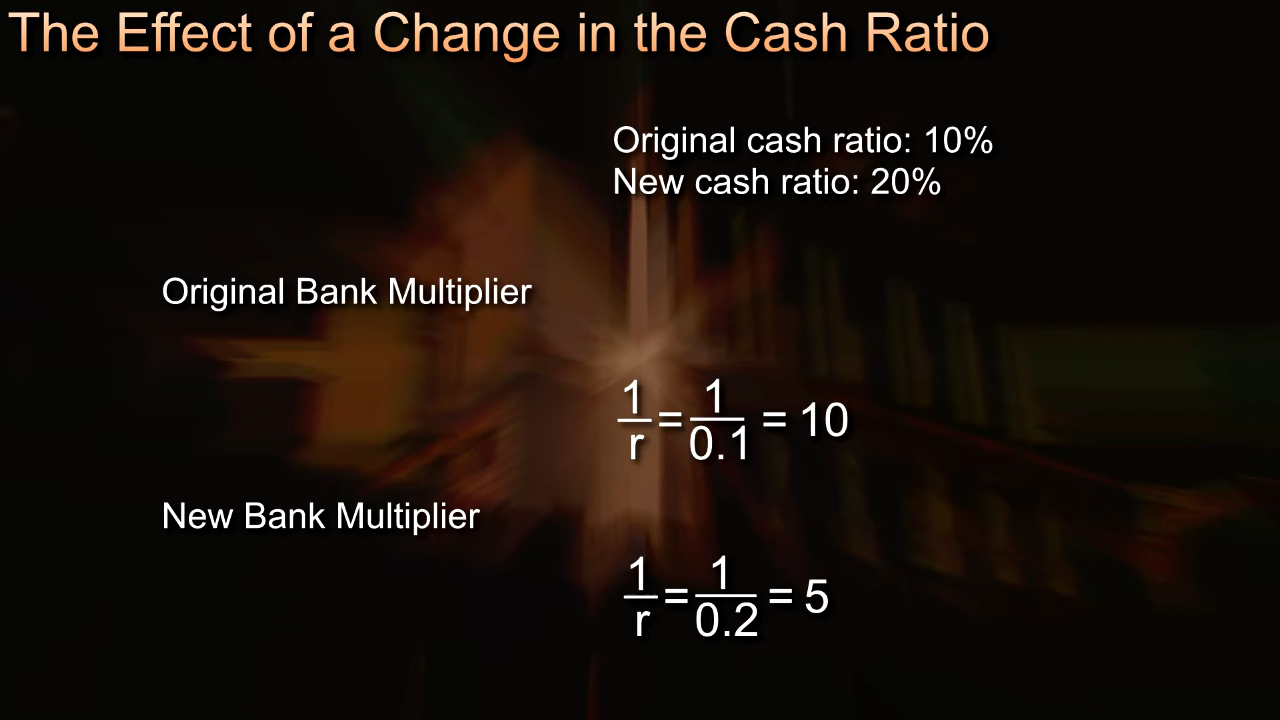 The Effect of a Change in the Cash Ratio
Original cash ratio: 10%
New cash ratio: 20%
Original Bank Multiplier
1/r = 1/0.1 = 10
New Bank Multiplier
1/r = 1/0.2 = 5